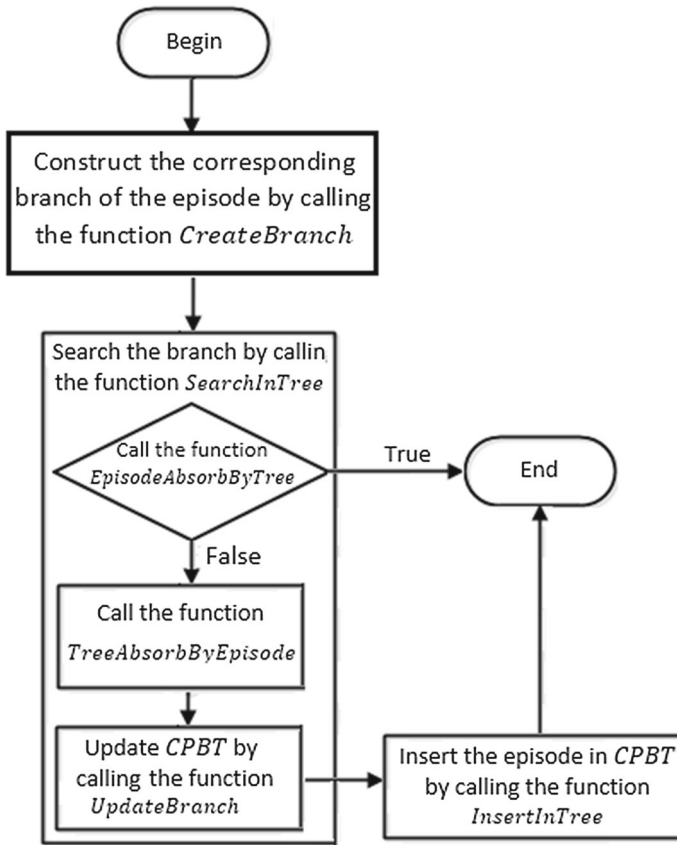 Begin
Construct the corresponding
branch of the episode by calling
the function CreateBranch
Search the branch by callin
the function SearchInTree
Call the function
EpisodeAbsorbByTree
True
End
False
Call the function
TreeAbsorbByEpisode
Update CPBT by
calling the function
UpdateBranch
Insert the episode in CPBT
by calling the function
InsertInTree